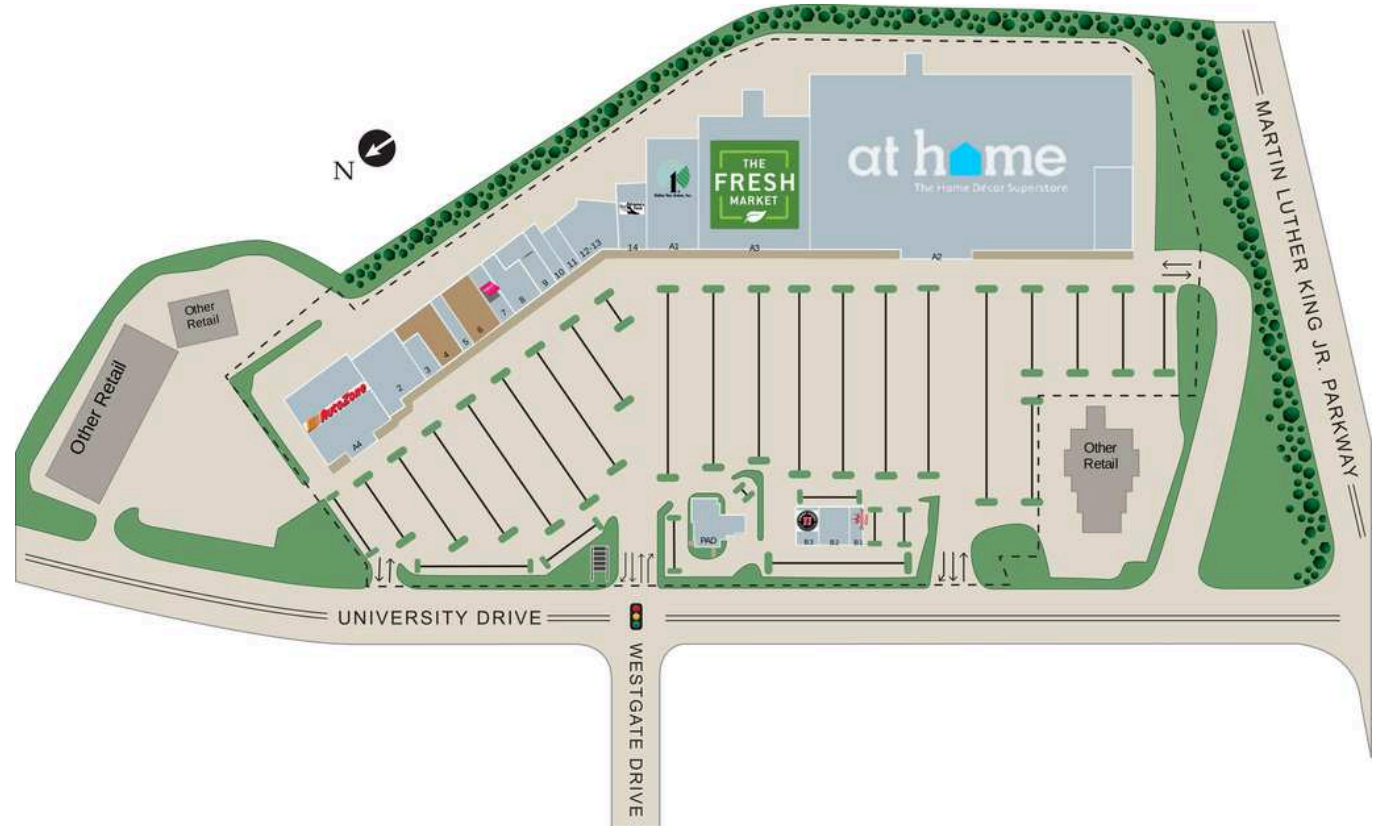 N
THE
FRESH
MARKET
at home
The Home Décor Superstore
14
A1
A3
A2
12-13
11
10
9
8
7
6
5
4
3
2
AutoZone
A4
Other
Retail
Other Retail
Other
Retail
PAD
B3
B2
B1
UNIVERSITY DRIVE
WESTGATE DRIVE
MARTIN LUTHER KING JR. PARKWAY